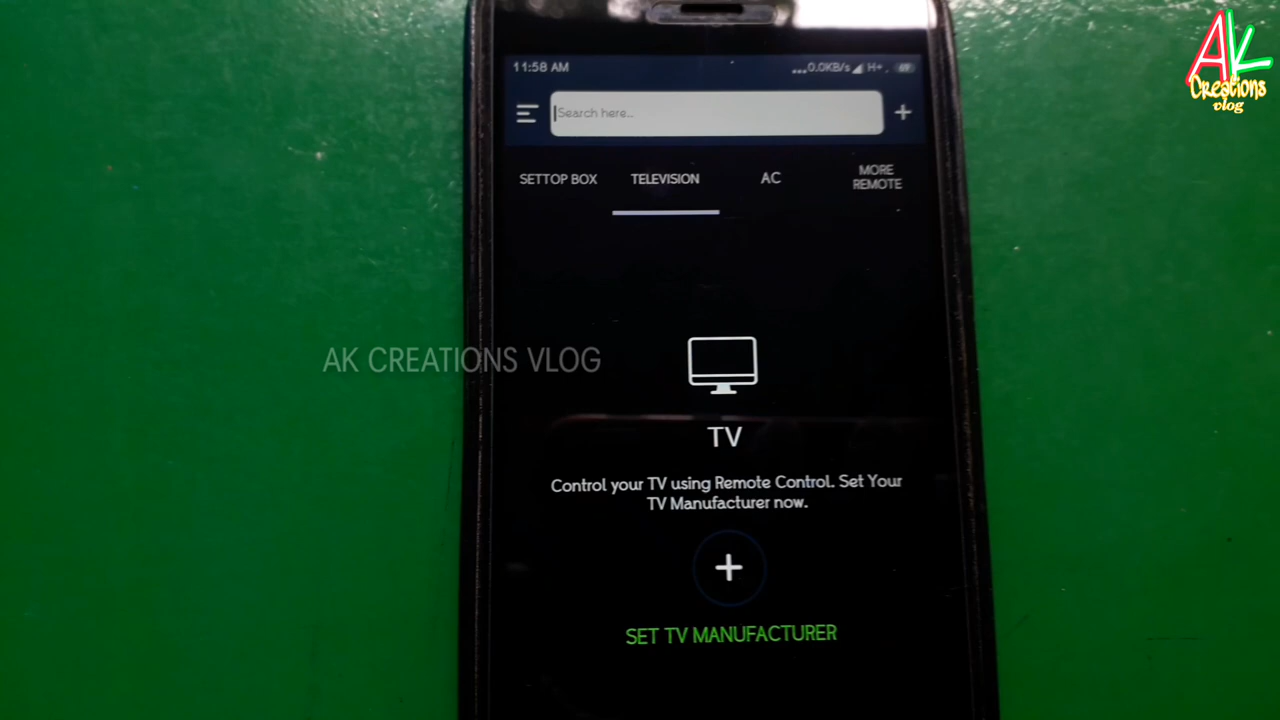 11:58 AM
...0.0KB/s H+ 69
Search here...
SETTOP BOX
TELEVISION
AC
MORE
REMOTE
AK CREATIONS VLOG
TV
Control your TV using Remote Control. Set Your
TV Manufacturer now.
SET TV MANUFACTURER
AK
Creations
vlog